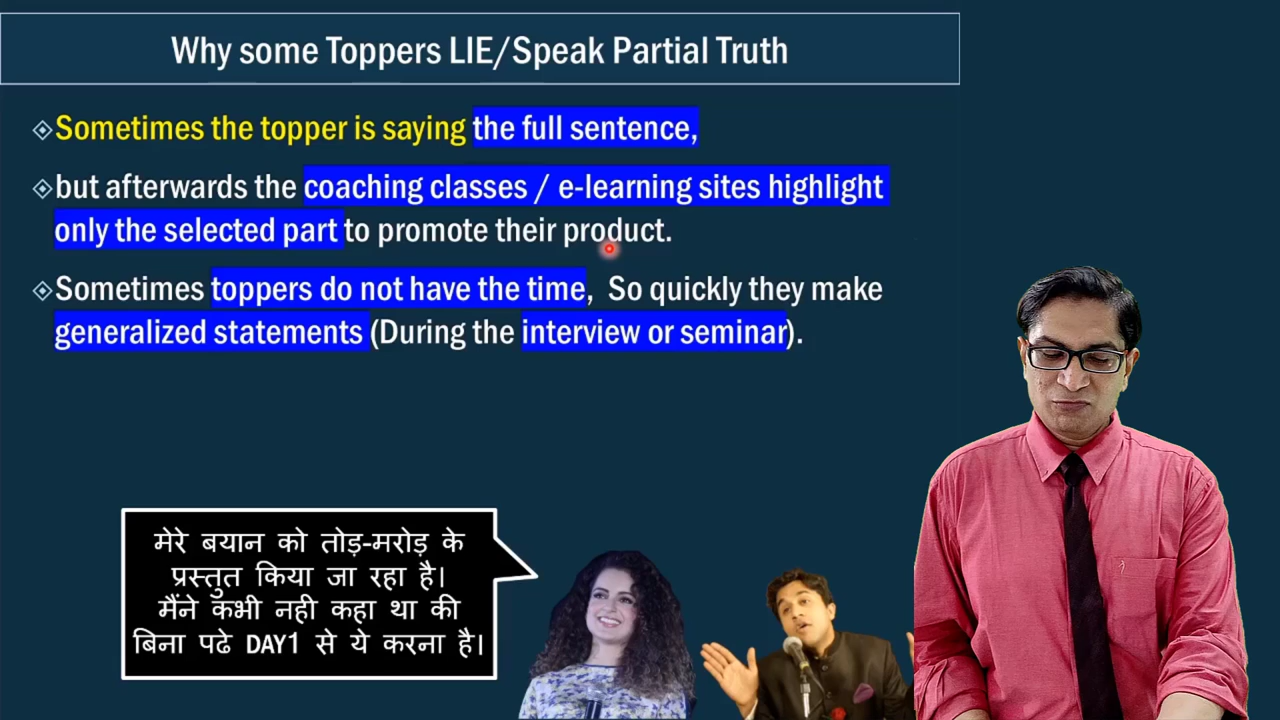 Why some Toppers LIE/Speak Partial Truth
Sometimes the topper is saying the full sentence,
but afterwards the coaching classes / e-learning sites highlight
only the selected part to promote their product.
Sometimes toppers do not have the time, So quickly they make
generalized statements (During the interview or seminar).
मेरे बयान को तोड़-मरोड़ के
प्रस्तुत किया जा रहा है।
मैंने कभी नही कहा था की
बिना पढे DAY1 से ये करना है।